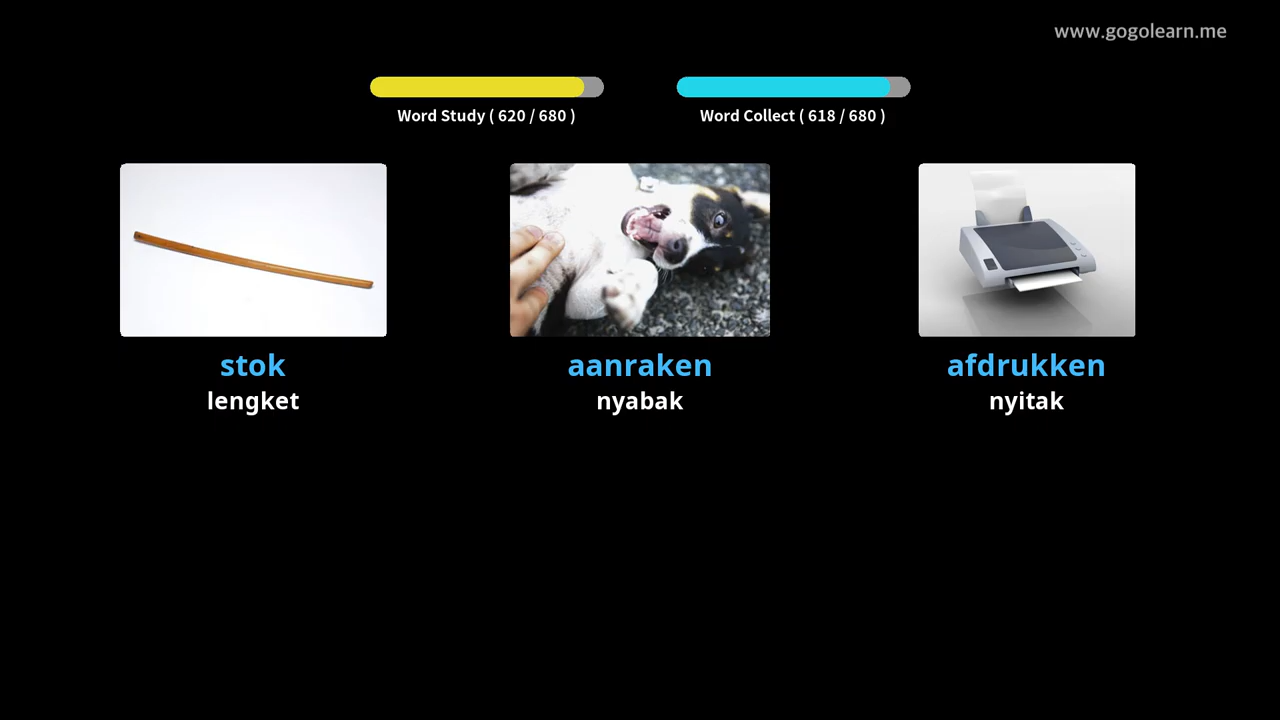 www.gogolearn.me
Word Study ( 620 / 680 )
Word Collect ( 618 / 680 )
stok
lengket
aanraken
nyabak
afdrukken
nyitak